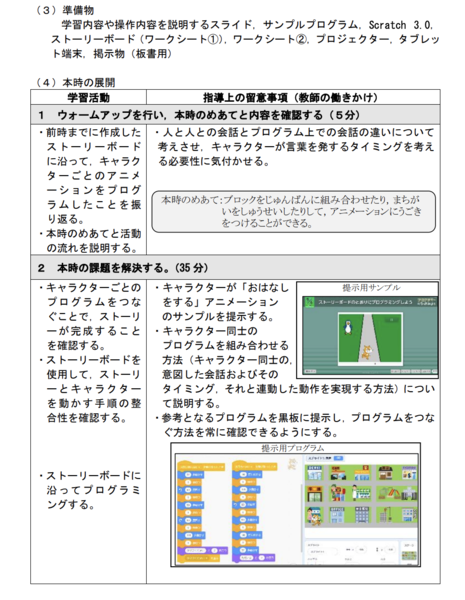 （３）準備物
学習内容や操作内容を説明するスライド，サンプルプログラム，Scratch 3.0，
ストーリーボード（ワークシート①），ワークシート②，プロジェクター，タブレッ
ト端末，掲示物（板書用）
（４）本時の展開
学習活動
指導上の留意事項（教師の働きかけ）
１　ウォームアップを行い，本時のめあてと内容を確認する（５分）
・前時までに作成した
ストーリーボード
に沿って，キャラク
ターごとのアニメ
ーションをプログ
ラムしたことを振
り返る。
・本時のめあてと活動
の流れを説明する。
・人と人との会話とプログラム上での会話の違いについて
考えさせ，キャラクターが言葉を発するタイミングを考え
る必要性に気付かせる。
本時のめあて：ブロックをじゅんばんに組み合わせたり，まちが
いをしゅうせいしたりして，アニメーションにうごき
をつけることができる。
２　本時の課題を解決する。（35 分）
・キャラクターごとの
プログラムをつな
ぐことで，ストーリ
ーが完成すること
を確認する。
・ストーリーボードを
使用して，ストーリ
ーとキャラクター
を動かす手順の整
合性を確認する。
・ストーリーボードに
沿ってプログラミ
ングする。
・キャラクターが「おはなし
をする」アニメーション
のサンプルを提示する。
・キャラクター同士の
プログラムを組み合わせる
方法（キャラクター同士の，
意図した会話およびその
タイミング，それと連動した動作を実現する方法）につい
て説明する。
・参考となるプログラムを黒板に提示し，プログラムをつな
ぐ方法を常に確認できるようにする。
提示用サンプル
ストーリーボードのとおりにプログラミングしよう
提示用プログラム